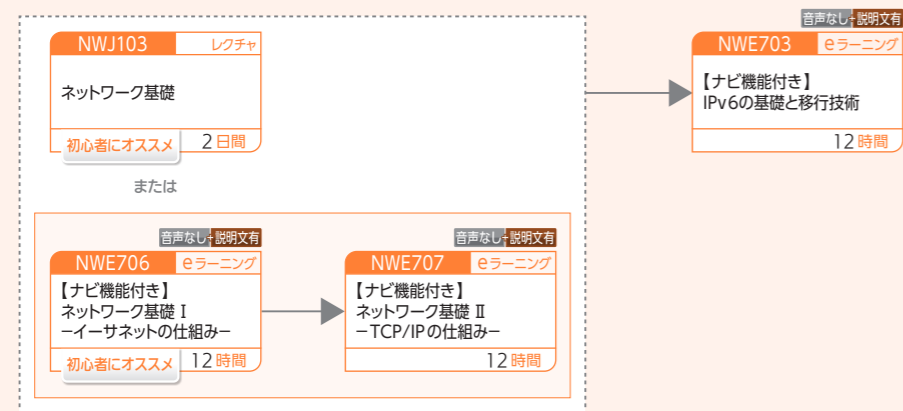 NWJ103 レクチャ
ネットワーク基礎
初心者にオススメ 2日間
または
音声なし+説明文有
NWE706 eラーニング
【ナビ機能付き】
ネットワーク基礎 Ⅰ
−イーサネットの仕組み−
初心者にオススメ 12時間
音声なし+説明文有
NWE707 eラーニング
【ナビ機能付き】
ネットワーク基礎 Ⅱ
−TCP/IPの仕組み−
12時間
音声なし+説明文有
NWE703 eラーニング
【ナビ機能付き】
IPv6の基礎と移行技術
12時間